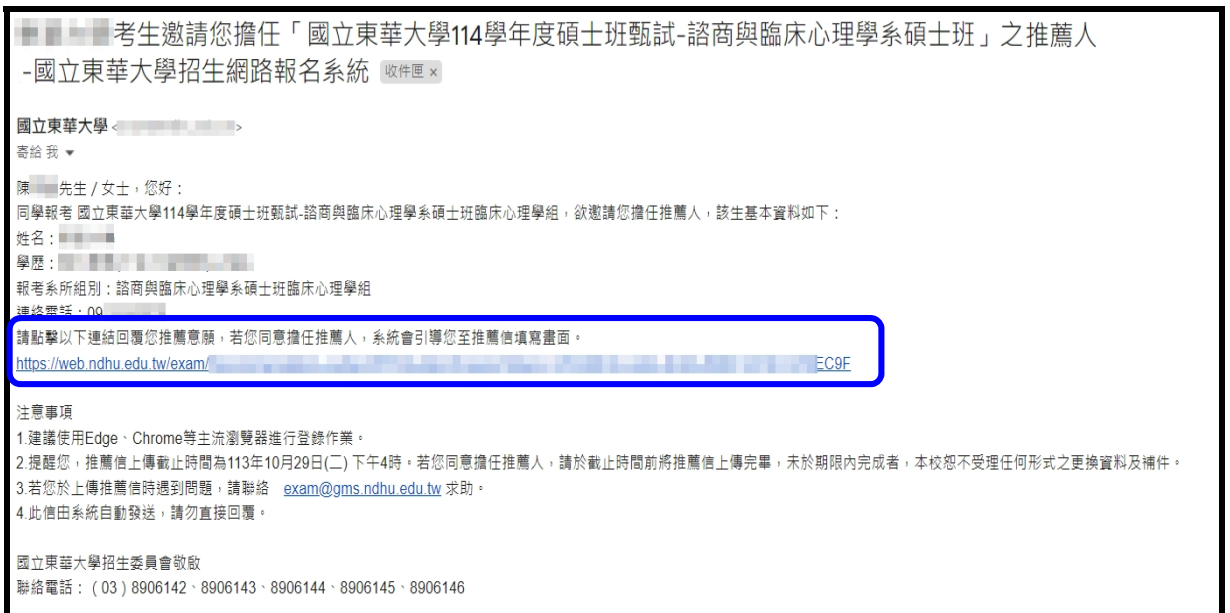 考生邀請您擔任「國立東華大學114學年度碩士班甄試-諮商與臨床心理學系碩士班」之推薦人
-國立東華大學招生網路報名系統 收件匣 x
國立東華大學 < >
寄給 我
陳 先生 / 女士，您好：
同學報考 國立東華大學114學年度碩士班甄試-諮商與臨床心理學系碩士班臨床心理學組，欲邀請您擔任推薦人，該生基本資料如下：
姓名：
學歷：
報考系所組別：諮商與臨床心理學系碩士班臨床心理學組
連絡電話：09
請點擊以下連結回覆您推薦意願，若您同意擔任推薦人，系統會引導您至推薦信填寫畫面。
https://web.ndhu.edu.tw/exam/ EC9F
注意事項
1.建議使用Edge、Chrome等主流瀏覽器進行登錄作業。
2.提醒您，推薦信上傳截止時間為113年10月29日(二) 下午4時。若您同意擔任推薦人，請於截止時間前將推薦信上傳完畢，未於期限內完成者，本校恕不受理任何形式之更換資料及補件。
3.若您於上傳推薦信時遇到問題，請聯絡 exam@gms.ndhu.edu.tw 求助。
4.此信由系統自動發送，請勿直接回覆。
國立東華大學招生委員會敬啟
聯絡電話：（03）8906142、8906143、8906144、8906145、8906146